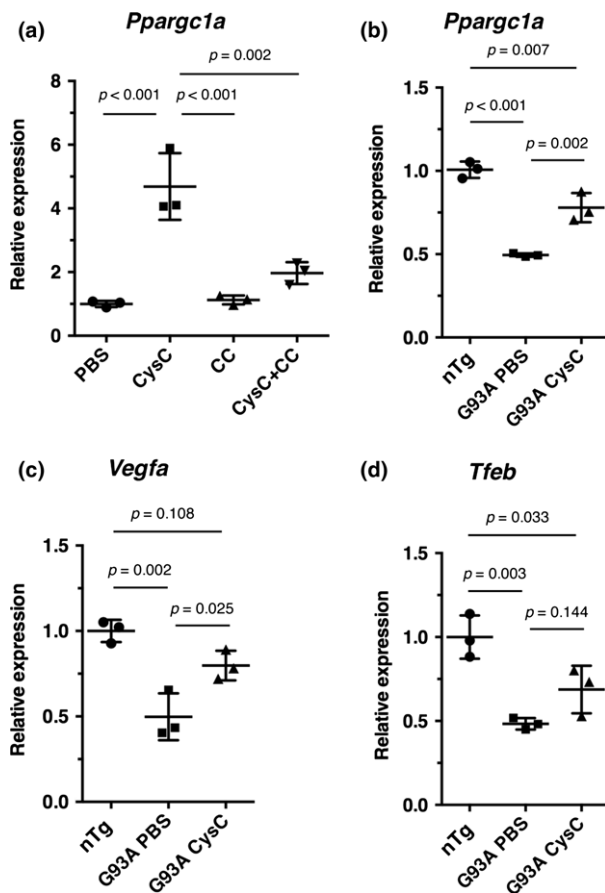 (a)
Ppargc1a
p = 0.002
p < 0.001
p < 0.001
Relative expression
8
6
4
2
0
PBS
CysC
CC
CysC+CC
(b)
Ppargc1a
p = 0.007
p < 0.001
p = 0.002
Relative expression
1.5
1.0
0.5
0.0
nTg
G93A PBS
G93A CysC
(c)
Vegfa
p = 0.108
p = 0.002
p = 0.025
Relative expression
1.5
1.0
0.5
0.0
nTg
G93A PBS
G93A CysC
(d)
Tfeb
p = 0.033
p = 0.003
p = 0.144
Relative expression
1.5
1.0
0.5
0.0
nTg
G93A PBS
G93A CysC